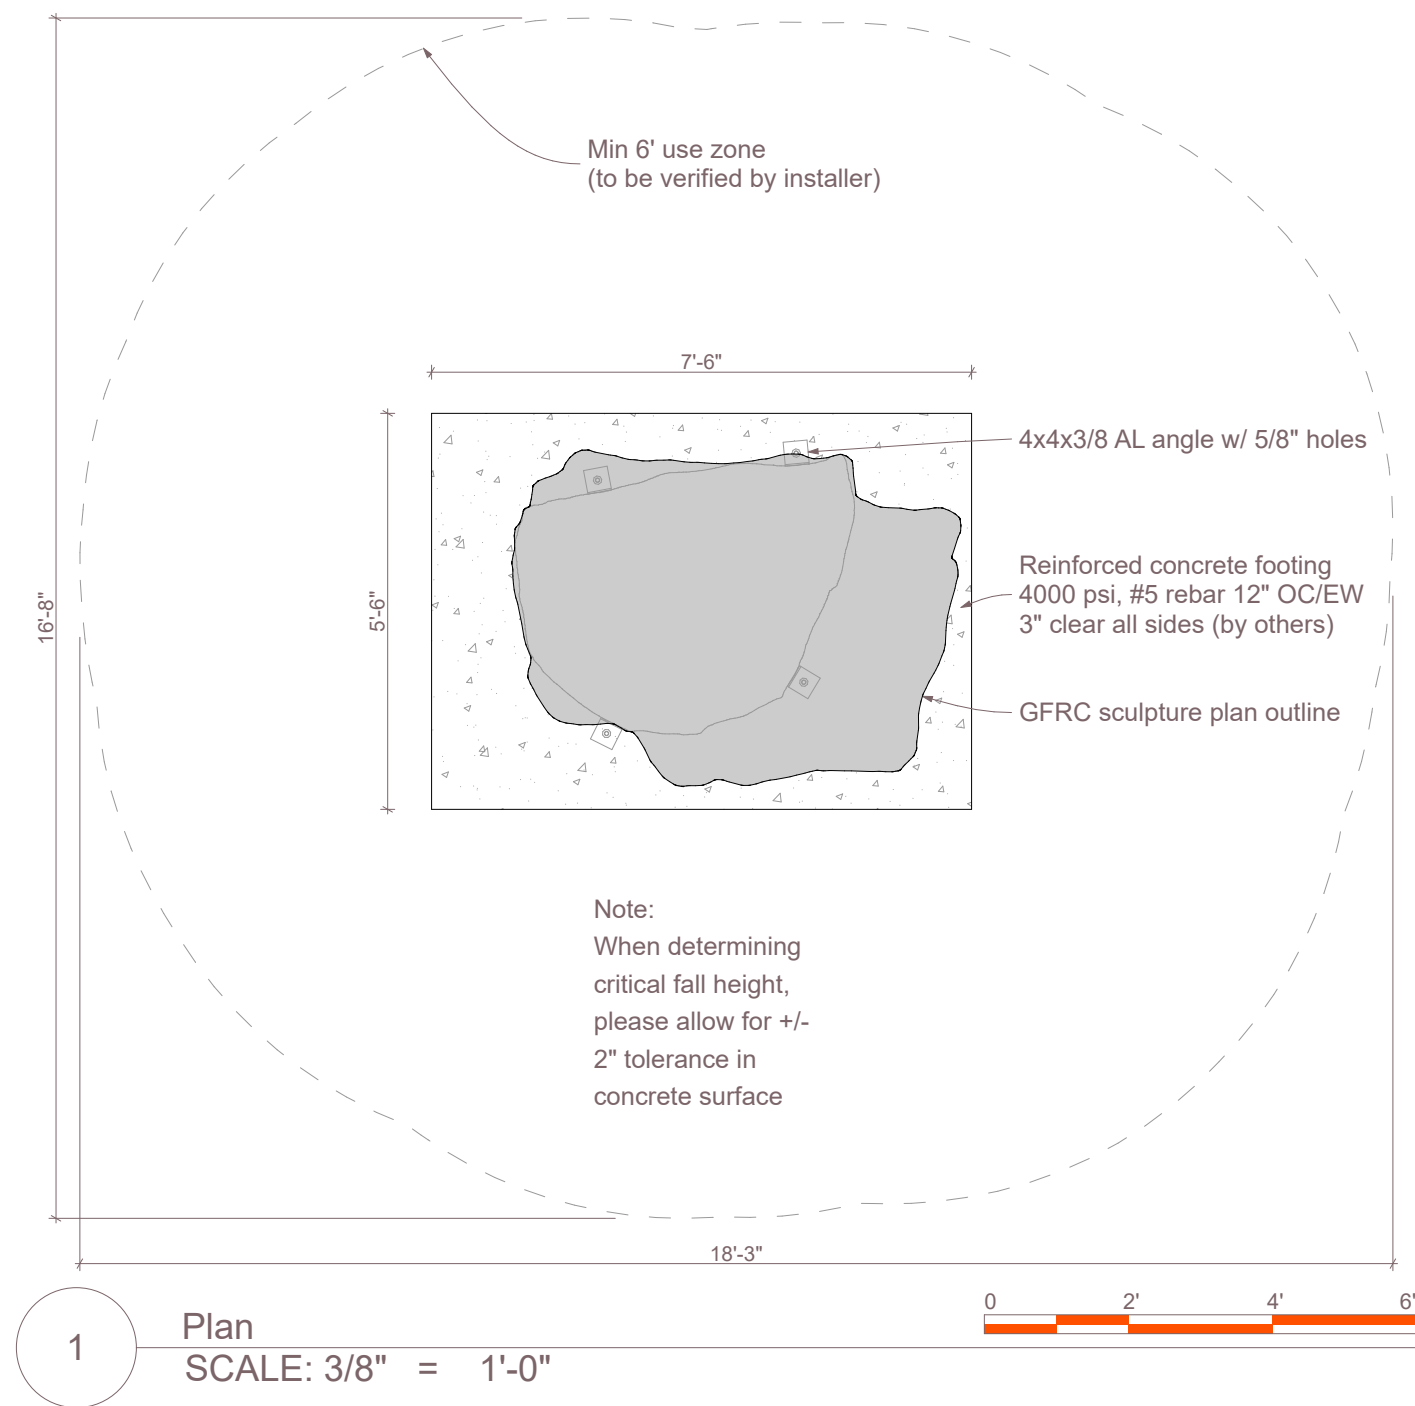 Min 6' use zone
(to be verified by installer)
7'-6"
4x4x3/8 AL angle w/ 5/8" holes
Reinforced concrete footing
4000 psi, #5 rebar 12" OC/EW
3" clear all sides (by others)
16'-8"
5'-6"
GFRC sculpture plan outline
Note:
When determining
critical fall height,
please allow for +/-
2" tolerance in
concrete surface
18'-3"
0 2' 4' 6'
1
Plan
SCALE: 3/8" = 1'-0"